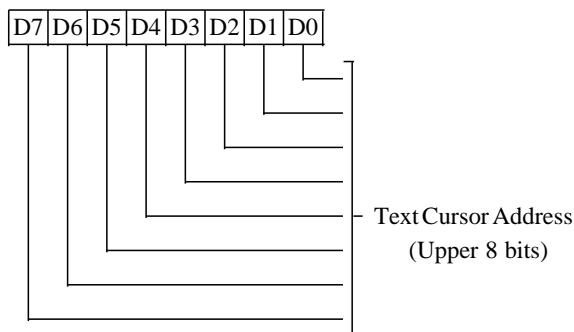 D7 D6 D5 D4 D3 D2 D1 D0
Text Cursor Address
(Upper 8 bits)